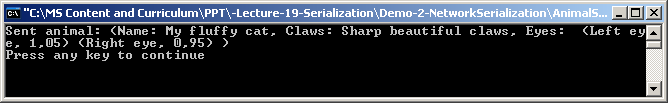 "C:\MS Content and Curriculum\PPT\-Lecture-19-Serialization\Demo-2-NetworkSerialization\AnimalS...
Sent animal: (Name: My fluffy cat, Claws: Sharp beautiful claws, Eyes:  (Left ey
e, 1,05) (Right eye, 0,95) )
Press any key to continue